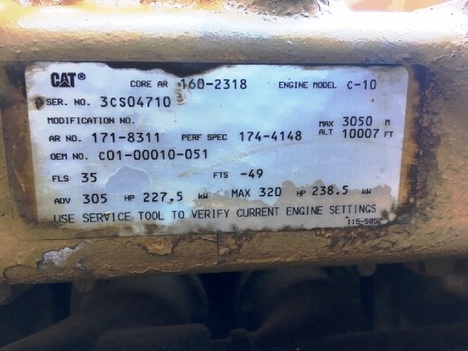 CAT® CORE AR 160-2318 ENGINE MODEL C-10
SER. NO. 3CS04710
MODIFICATION NO. MAX 3050 M
AR NO. 171-8311 PERF SPEC 174-4148 ALT 10007 FT
OEM NO. C01-00010-051
FLS 35 FTS -49
ADV 305 HP 227.5 kW MAX 320 HP 238.5 kW
USE SERVICE TOOL TO VERIFY CURRENT ENGINE SETTINGS